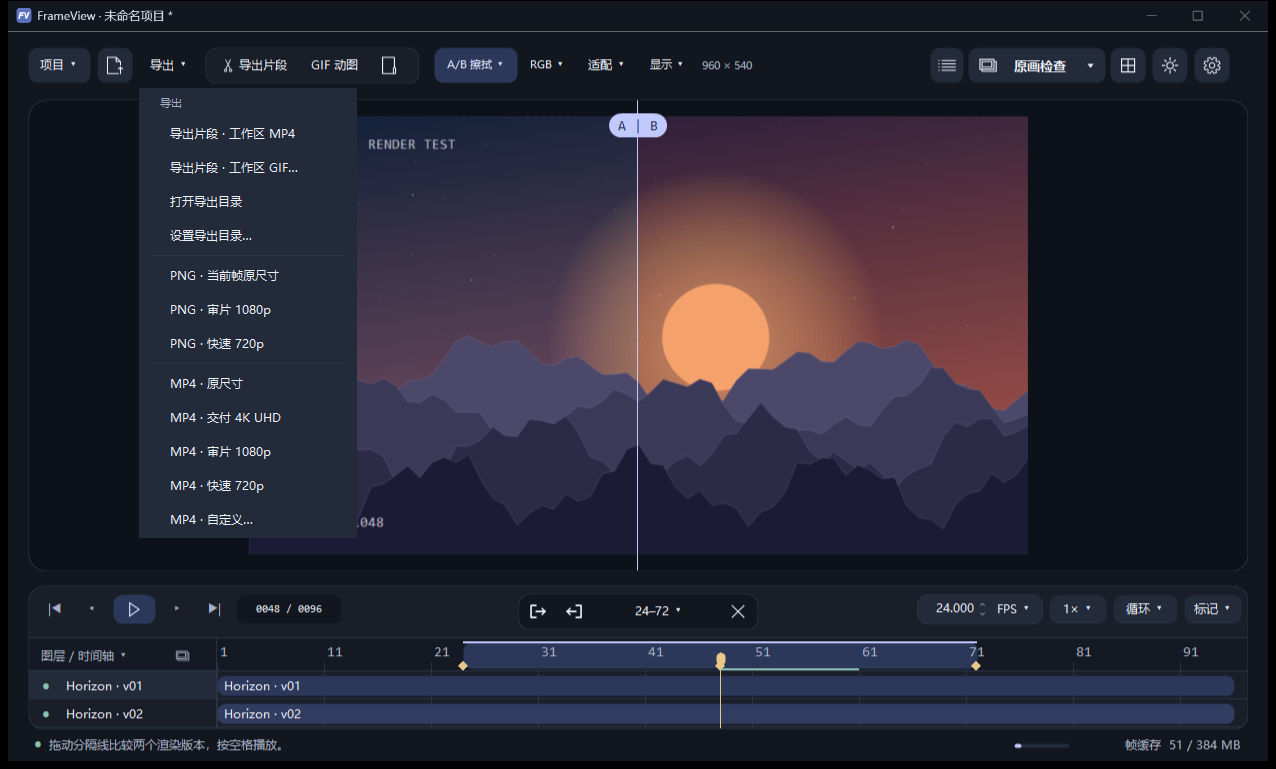 FV FrameView · 未命名项目 *
项目 导出 导出片段 GIF 动图 A/B 擦拭 RGB 适配 显示 960 × 540 原画检查
导出
导出片段 · 工作区 MP4
导出片段 · 工作区 GIF...
打开导出目录
设置导出目录...
PNG · 当前帧原尺寸
PNG · 审片 1080p
PNG · 快速 720p
MP4 · 原尺寸
MP4 · 交付 4K UHD
MP4 · 审片 1080p
MP4 · 快速 720p
MP4 · 自定义...
A | B
RENDER TEST
048
0048 / 0096 24–72 24.000 FPS 1× 循环 标记
图层 / 时间轴 1 11 21 31 41 51 61 71 81 91
Horizon · v01 Horizon · v01
Horizon · v02 Horizon · v02
拖动分隔线比较两个渲染版本，按空格播放。 帧缓存 51 / 384 MB